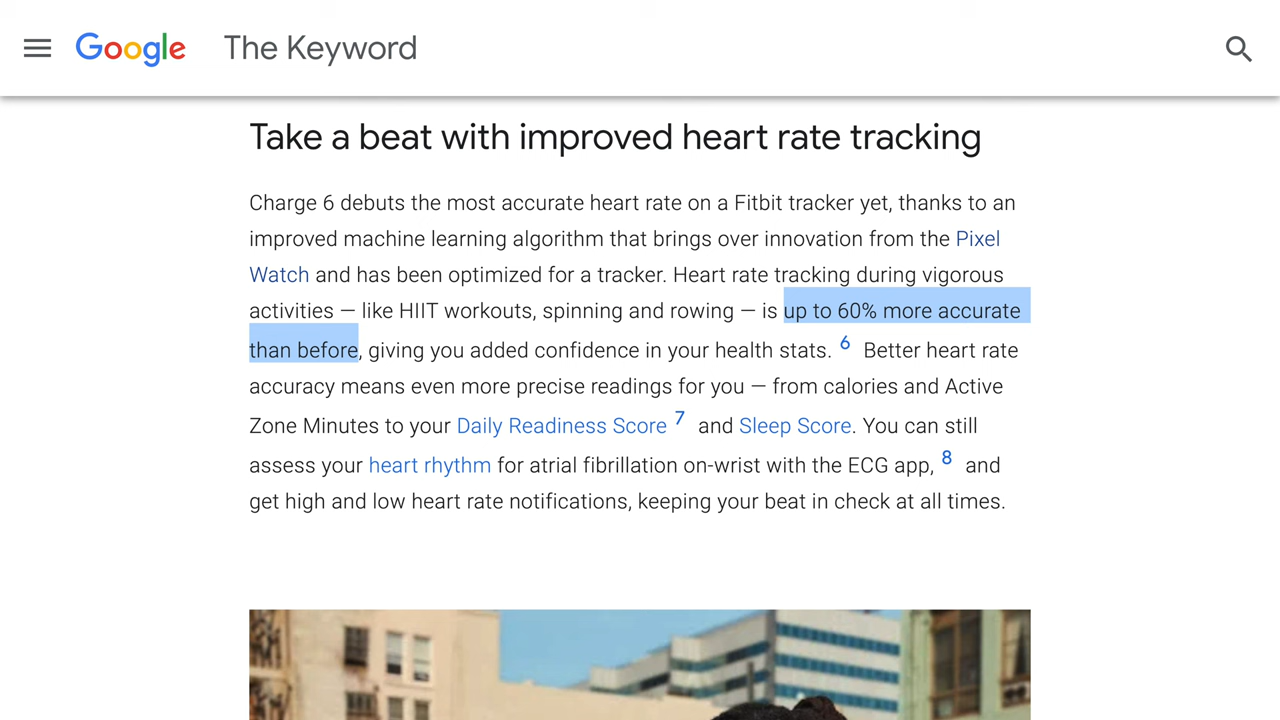 Google The Keyword
Take a beat with improved heart rate tracking
Charge 6 debuts the most accurate heart rate on a Fitbit tracker yet, thanks to an
improved machine learning algorithm that brings over innovation from the Pixel
Watch and has been optimized for a tracker. Heart rate tracking during vigorous
activities — like HIIT workouts, spinning and rowing — is up to 60% more accurate
than before, giving you added confidence in your health stats. 6 Better heart rate
accuracy means even more precise readings for you — from calories and Active
Zone Minutes to your Daily Readiness Score 7 and Sleep Score. You can still
assess your heart rhythm for atrial fibrillation on-wrist with the ECG app, 8 and
get high and low heart rate notifications, keeping your beat in check at all times.